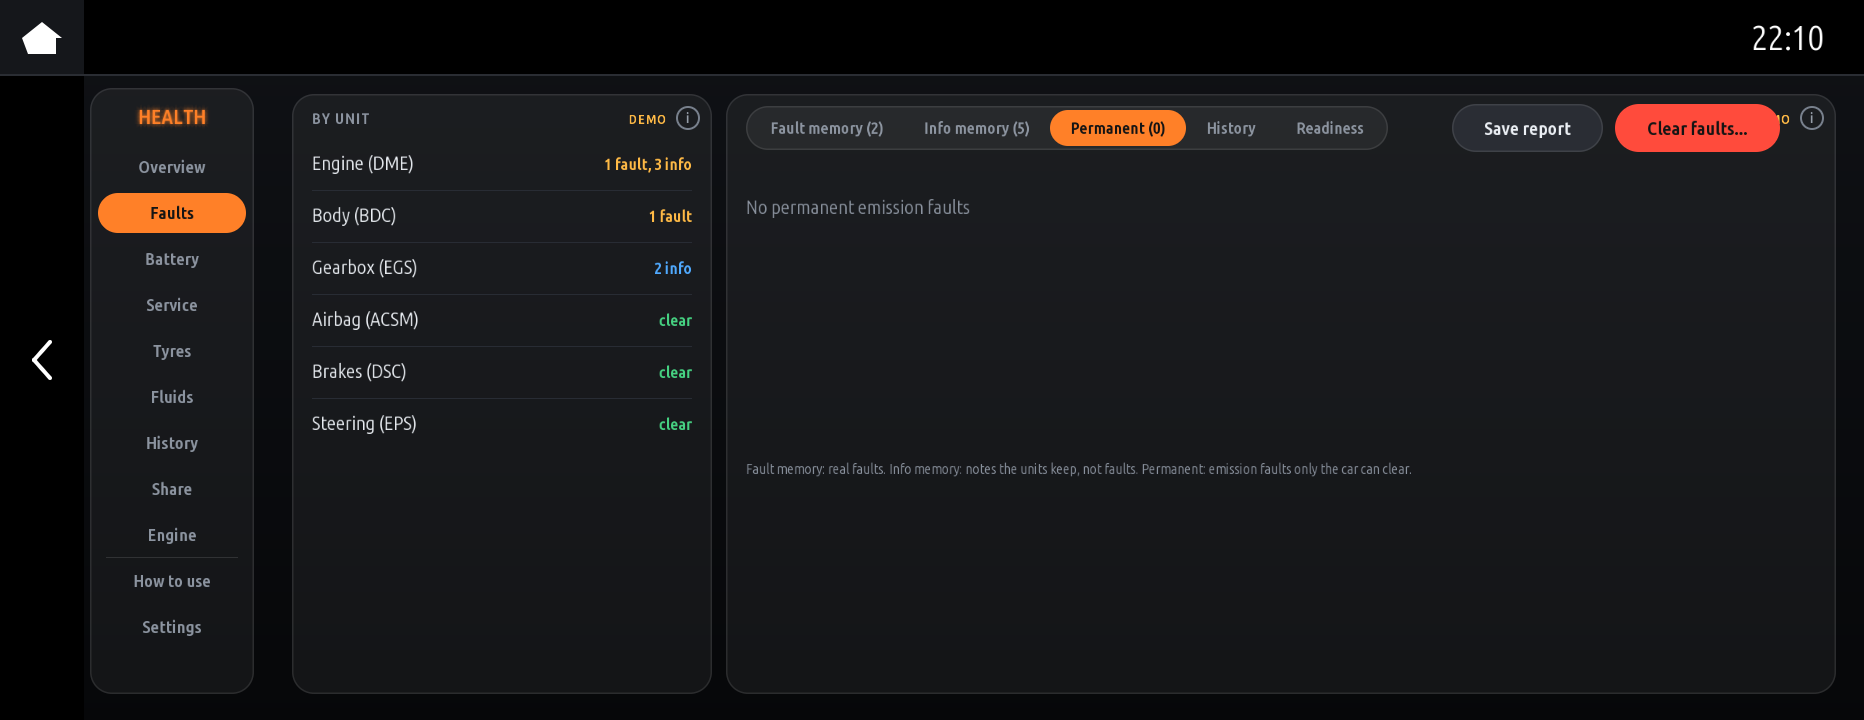 22:10
HEALTH
Overview
Faults
Battery
Service
Tyres
Fluids
History
Share
Engine
How to use
Settings
BY UNIT DEMO i
Engine (DME) 1 fault, 3 info
Body (BDC) 1 fault
Gearbox (EGS) 2 info
Airbag (ACSM) clear
Brakes (DSC) clear
Steering (EPS) clear
Fault memory (2) Info memory (5) Permanent (0) History Readiness Save report Clear faults... i
No permanent emission faults
Fault memory: real faults. Info memory: notes the units keep, not faults. Permanent: emission faults only the car can clear.